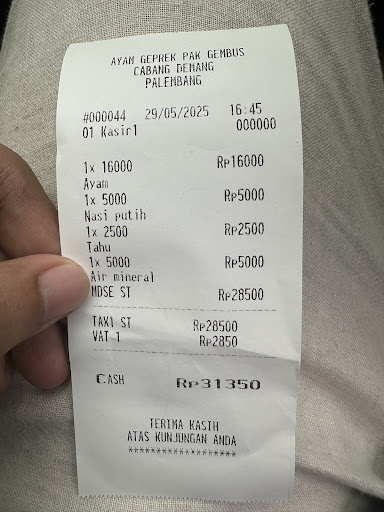 AYAM GEPREK PAK GEMBUS
CABANG DEMANG
PALEMBANG
#000044 29/05/2025 16:45
01 Kasir1 000000
1x 16000 Rp16000
Ayam
1x 5000 Rp5000
Nasi putih
1x 2500 Rp2500
Tahu
1x 5000 Rp5000
Air mineral
MDSE ST Rp28500
TAX1 ST Rp28500
VAT 1 Rp2850
CASH Rp31350
TERIMA KASIH
ATAS KUNJUNGAN ANDA
*******************